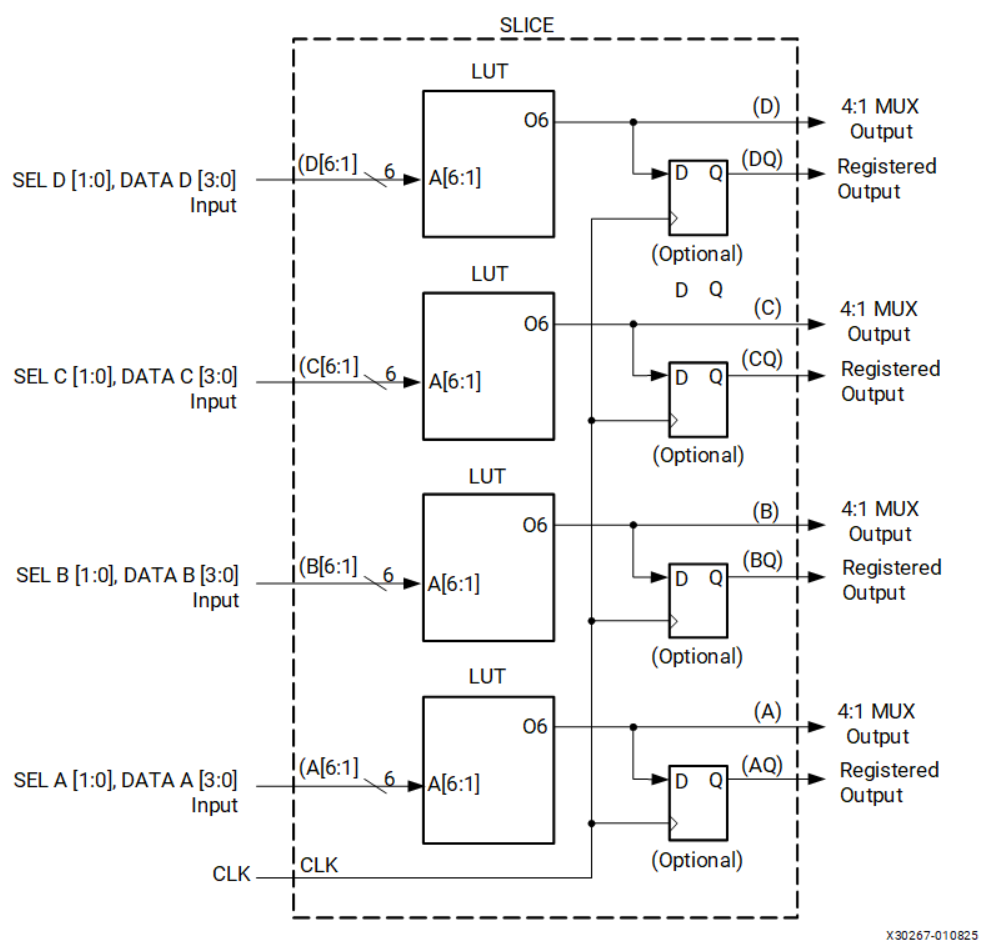 SLICE
LUT
O6
(D)
4:1 MUX
Output
(D[6:1]
6
A[6:1]
SEL D [1:0], DATA D [3:0]
Input
D Q
(DQ)
Registered
Output
(Optional)
D Q
LUT
O6
(C)
4:1 MUX
Output
(C[6:1]
6
A[6:1]
SEL C [1:0], DATA C [3:0]
Input
D Q
(CQ)
Registered
Output
(Optional)
LUT
O6
(B)
4:1 MUX
Output
(B[6:1]
6
A[6:1]
SEL B [1:0], DATA B [3:0]
Input
D Q
(BQ)
Registered
Output
(Optional)
LUT
O6
(A)
4:1 MUX
Output
(A[6:1]
6
A[6:1]
SEL A [1:0], DATA A [3:0]
Input
D Q
(AQ)
Registered
Output
(Optional)
CLK
CLK
X30267-010825